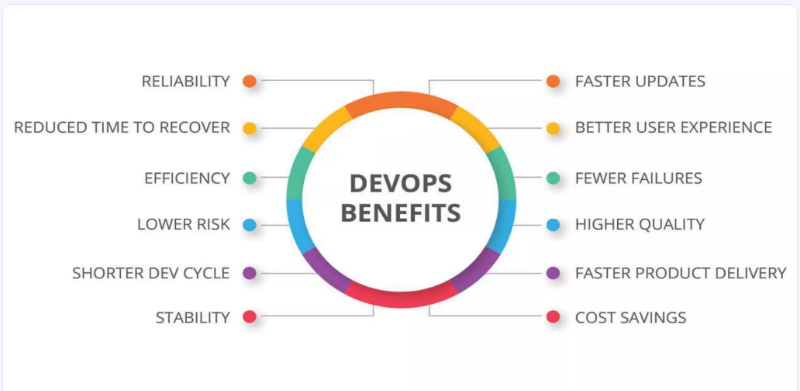 RELIABILITY
REDUCED TIME TO RECOVER
EFFICIENCY
LOWER RISK
SHORTER DEV CYCLE
STABILITY
DEVOPS
BENEFITS
FASTER UPDATES
BETTER USER EXPERIENCE
FEWER FAILURES
HIGHER QUALITY
FASTER PRODUCT DELIVERY
COST SAVINGS